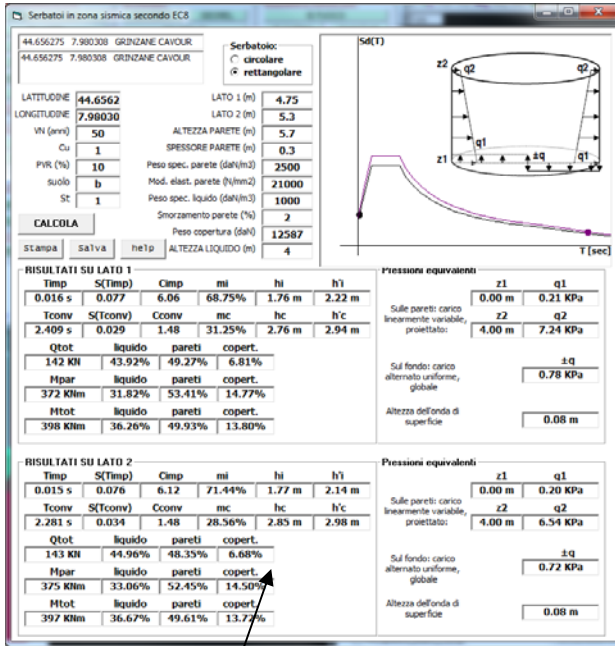 Serbatoi in zona sismica secondo EC8
44.656275 7.980308 GRINZANE CAVOUR
44.656275 7.980308 GRINZANE CAVOUR
Serbatoio:
circolare
rettangolare
LATITUDINE 44.6562
LONGITUDINE 7.98030
VN (anni) 50
Cu 1
PVR (%) 10
suolo b
St 1
CALCOLA
Stampa Salva help
LATO 1 (m) 4.75
LATO 2 (m) 5.3
ALTEZZA PARETE (m) 5.7
SPESSORE PARETE (m) 0.3
Peso spec. parete (daN/m3) 2500
Mod. elast. parete (N/mm2) 21000
Peso spec. liquido (daN/m3) 1000
Smorzamento parete (%) 2
Peso copertura (daN) 12587
ALTEZZA LIQUIDO (m) 4
Sd(T)
z2 q2 q2
z1 q1 ±q q1
T [sec]
RISULTATI SU LATO 1
Timp S(Timp) Cimp mi hi h'i
0.016 s 0.077 6.06 68.75% 1.76 m 2.22 m
Tconv S(Tconv) Cconv mc hc h'c
2.409 s 0.029 1.48 31.25% 2.76 m 2.94 m
Qtot liquido pareti copert.
142 KN 43.92% 49.27% 6.81%
Mpar liquido pareti copert.
372 KNm 31.82% 53.41% 14.77%
Mtot liquido pareti copert.
398 KNm 36.26% 49.93% 13.80%
Pressioni equivalenti
z1 q1
0.00 m 0.21 KPa
Sulle pareti: carico
linearmente variabile,
proiettato:
z2 q2
4.00 m 7.24 KPa
Sul fondo: carico
alternato uniforme,
globale
±q
0.78 KPa
Altezza dell'onda di
superficie
0.08 m
RISULTATI SU LATO 2
Timp S(Timp) Cimp mi hi h'i
0.015 s 0.076 6.12 71.44% 1.77 m 2.14 m
Tconv S(Tconv) Cconv mc hc h'c
2.281 s 0.034 1.48 28.56% 2.85 m 2.98 m
Qtot liquido pareti copert.
143 KN 44.96% 48.35% 6.68%
Mpar liquido pareti copert.
375 KNm 33.06% 52.45% 14.50%
Mtot liquido pareti copert.
397 KNm 36.67% 49.61% 13.72%
Pressioni equivalenti
z1 q1
0.00 m 0.20 KPa
Sulle pareti: carico
linearmente variabile,
proiettato:
z2 q2
4.00 m 6.54 KPa
Sul fondo: carico
alternato uniforme,
globale
±q
0.72 KPa
Altezza dell'onda di
superficie
0.08 m